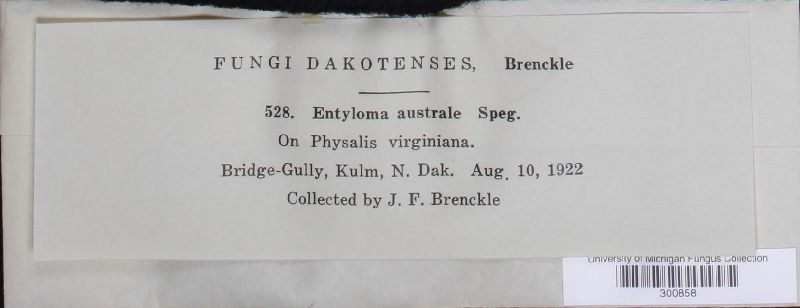 FUNGI DAKOTENSES, Brenckle
528. Entyloma australe Speg.
On Physalis virginiana.
Bridge-Gully, Kulm, N. Dak. Aug. 10, 1922
Collected by J. F. Brenckle
University of Michigan Fungus Collection
300858